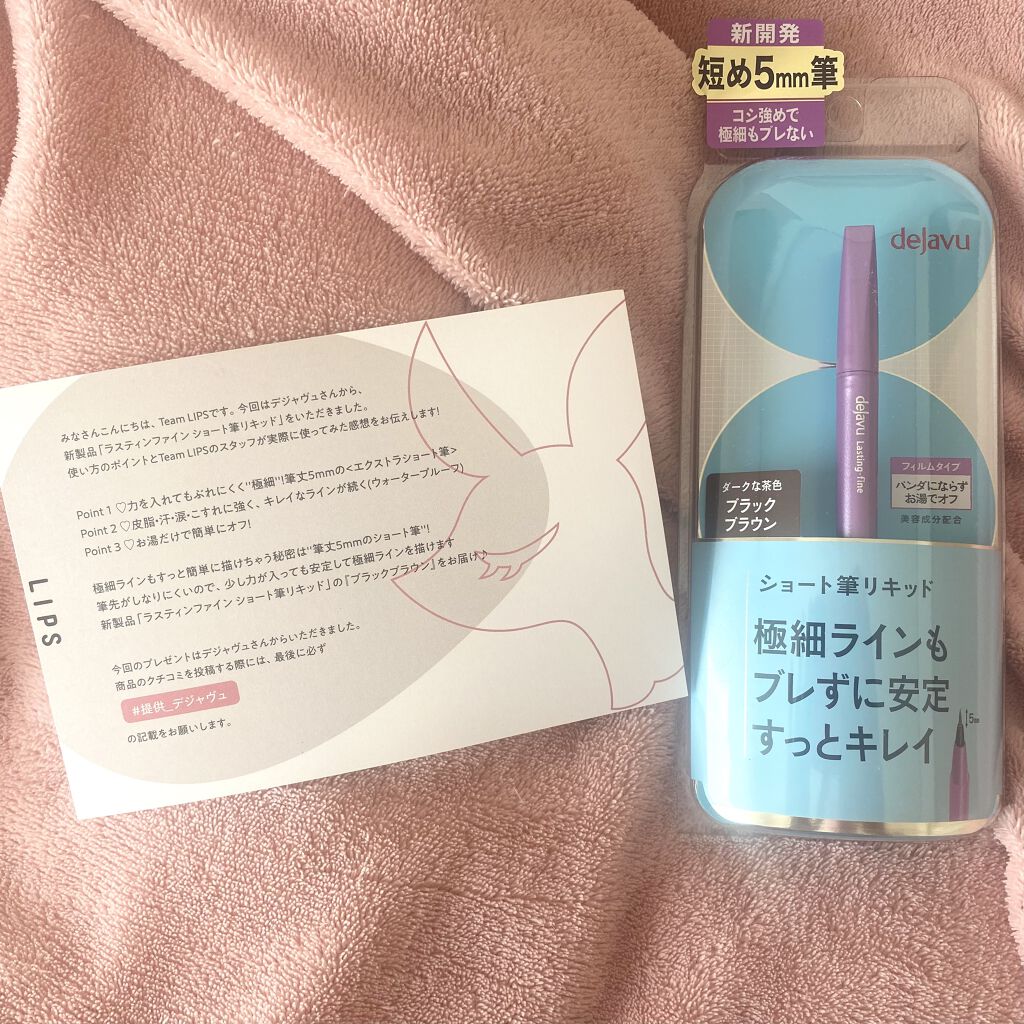 みなさんこんにちは、Team LIPSです。今回はデジャヴュさんから、
新製品「ラスティンファイン ショート筆リキッド」をいただきました。
使い方のポイントとTeam LIPSのスタッフが実際に使ってみた感想をお伝えします!
Point 1 ♡力を入れてもぶれにくく"極細"!筆丈5mmの<エクストラショート筆>
Point 2 ♡皮脂・汗・涙・こすれに強く、キレイなラインが続く(ウォータープルーフ)
Point 3 ♡お湯だけで簡単にオフ!
極細ラインもすっと簡単に描けちゃう秘密は"筆丈5mmのショート筆"!
筆先がしなりにくいので、少し力が入っても安定して極細ラインを描けます
新製品「ラスティンファイン ショート筆リキッド」の『ブラックブラウン』をお届け♪
今回のプレゼントはデジャヴュさんからいただきました。
商品のクチコミを投稿する際には、最後に必ず
#提供_デジャヴュ
の記載をお願いします。
LIPS
新開発
短め5mm筆
コシ強めで
極細もブレない
dejavu
dejavu Lasting-fine
ダークな茶色
ブラック
ブラウン
フィルムタイプ
パンダにならず
お湯でオフ
美容成分配合
ショート筆リキッド
極細ラインも
ブレずに安定
すっとキレイ
5mm